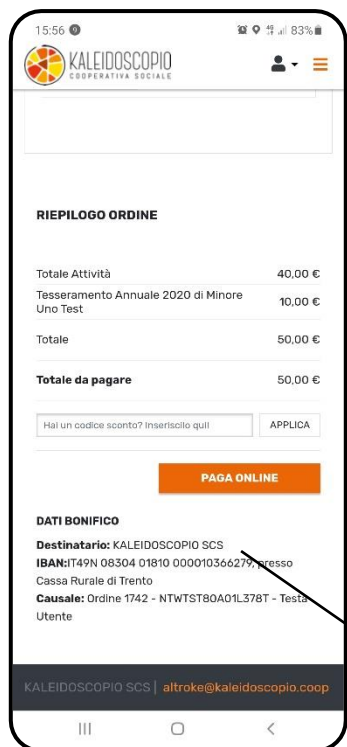 15:56 9 83%
KALEIDOSCOPIO
COOPERATIVA SOCIALE
RIEPILOGO ORDINE
Totale Attività 40,00 €
Tesseramento Annuale 2020 di Minore 10,00 €
Uno Test
Totale 50,00 €
Totale da pagare 50,00 €
Hai un codice sconto? Inseriscilo qui! APPLICA
PAGA ONLINE
DATI BONIFICO
Destinatario: KALEIDOSCOPIO SCS
IBAN:IT49N 08304 01810 000010366279, presso
Cassa Rurale di Trento
Causale: Ordine 1742 - NTWTST80A01L378T - Testa
Utente
KALEIDOSCOPIO SCS | altroke@kaleidoscopio.coop